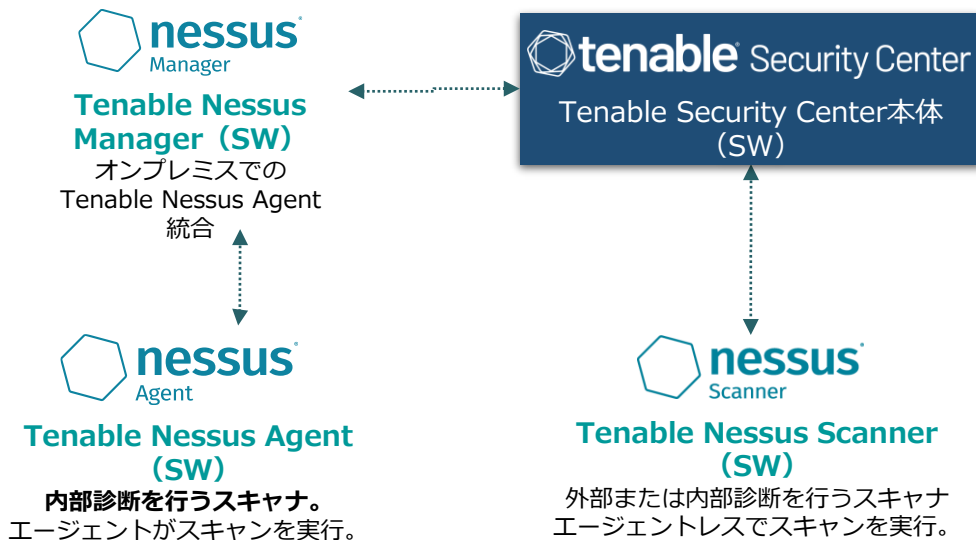 nessus
Manager
Tenable Nessus
Manager（SW）
オンプレミスでの
Tenable Nessus Agent
統合
tenable Security Center
Tenable Security Center本体
（SW）
nessus
Agent
Tenable Nessus Agent
（SW）
内部診断を行うスキャナ。
エージェントがスキャンを実行。
nessus
Scanner
Tenable Nessus Scanner
（SW）
外部または内部診断を行うスキャナ
エージェントレスでスキャンを実行。